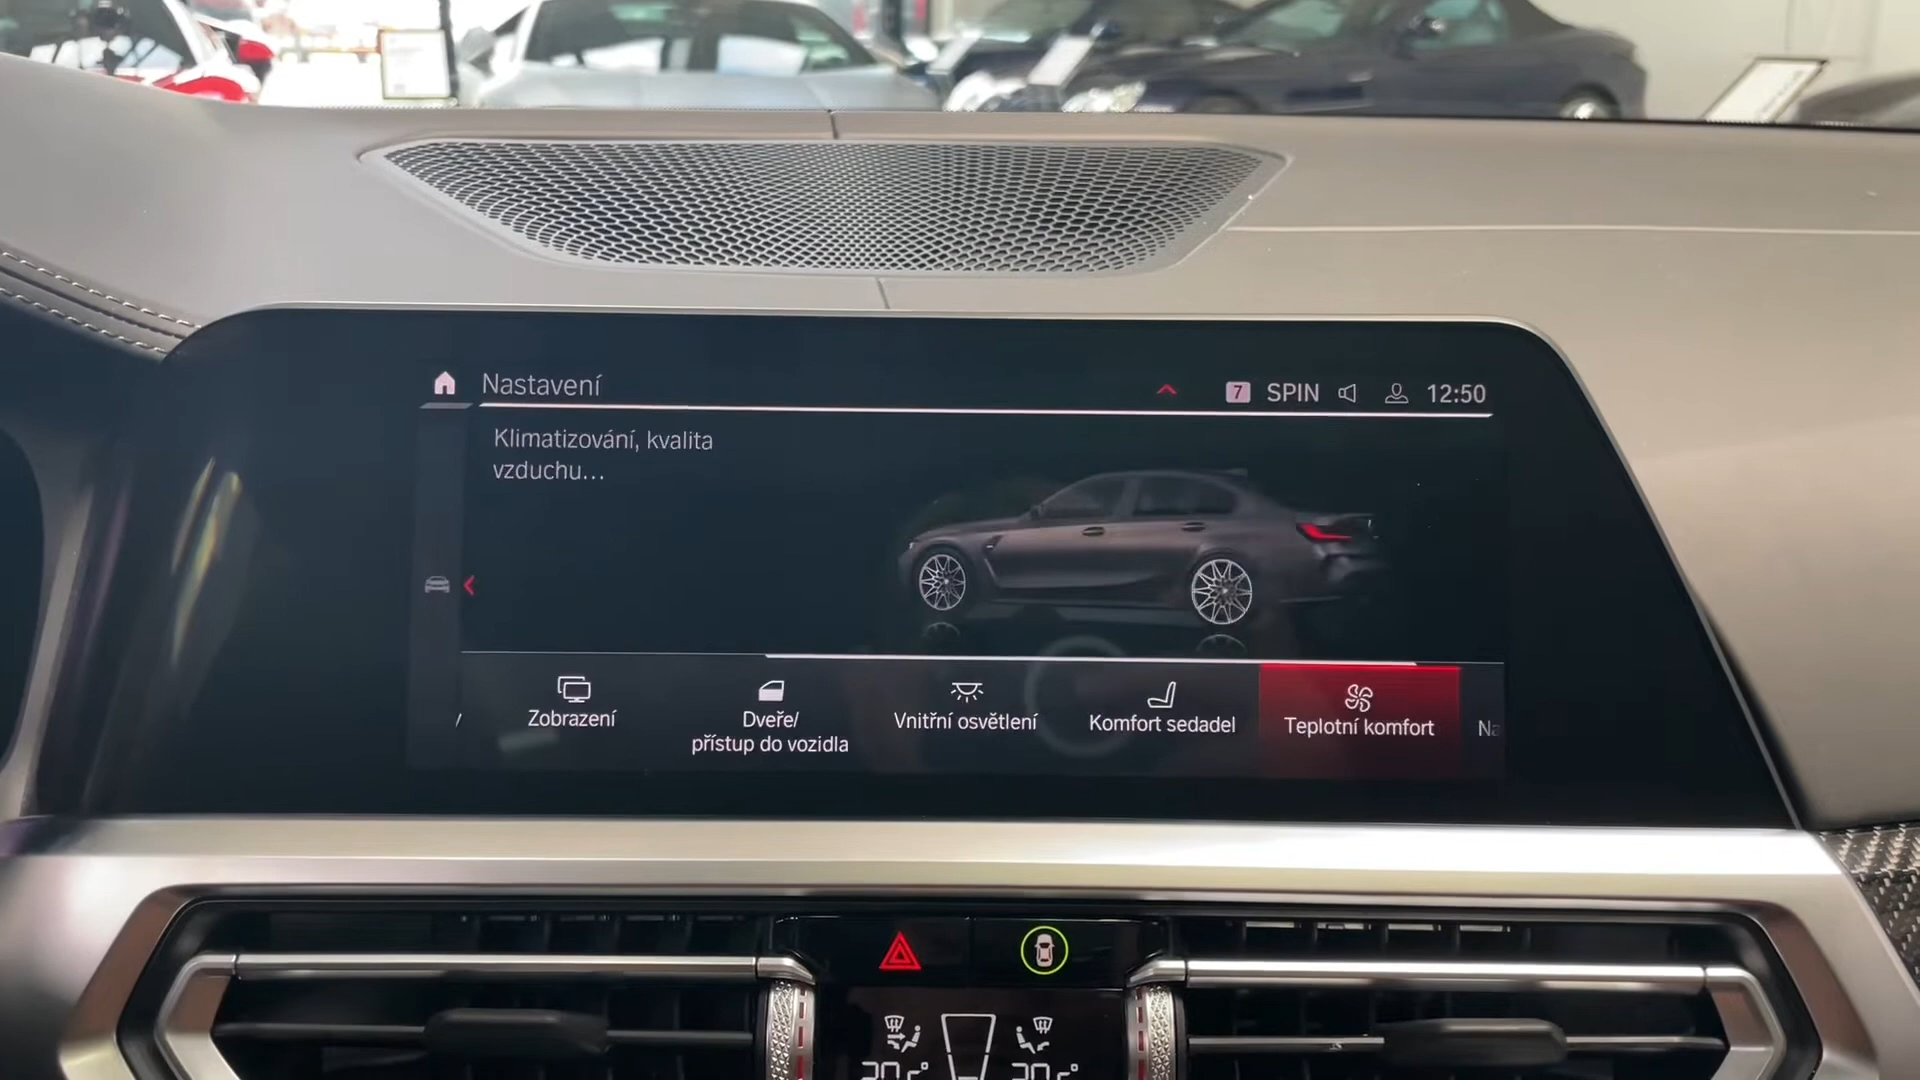 Nastavení
7 SPIN 12:50
Klimatizování, kvalita
vzduchu...
Zobrazení
Dveře/
přístup do vozidla
Vnitřní osvětlení
Komfort sedadel
Teplotní komfort